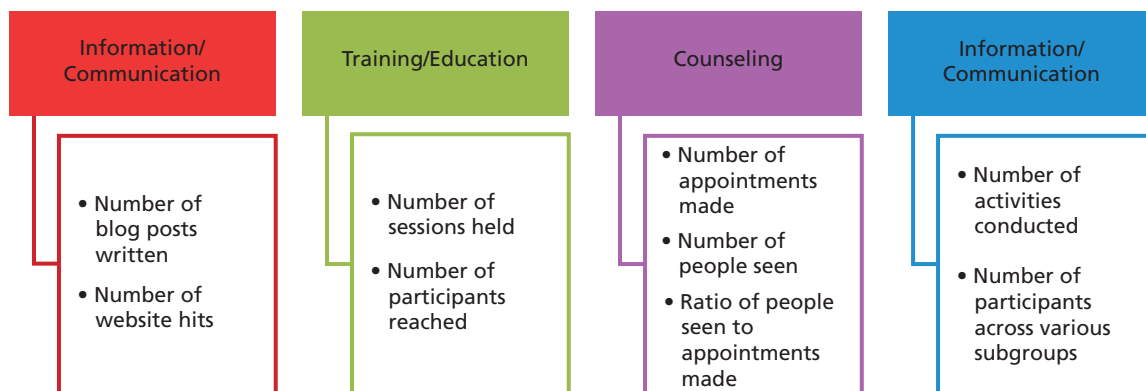 Information/
Communication
• Number of
blog posts
written
• Number of
website hits
Training/Education
• Number of
sessions held
• Number of
participants
reached
Counseling
• Number of
appointments
made
• Number of
people seen
• Ratio of people
seen to
appointments
made
Information/
Communication
• Number of
activities
conducted
• Number of
participants
across various
subgroups